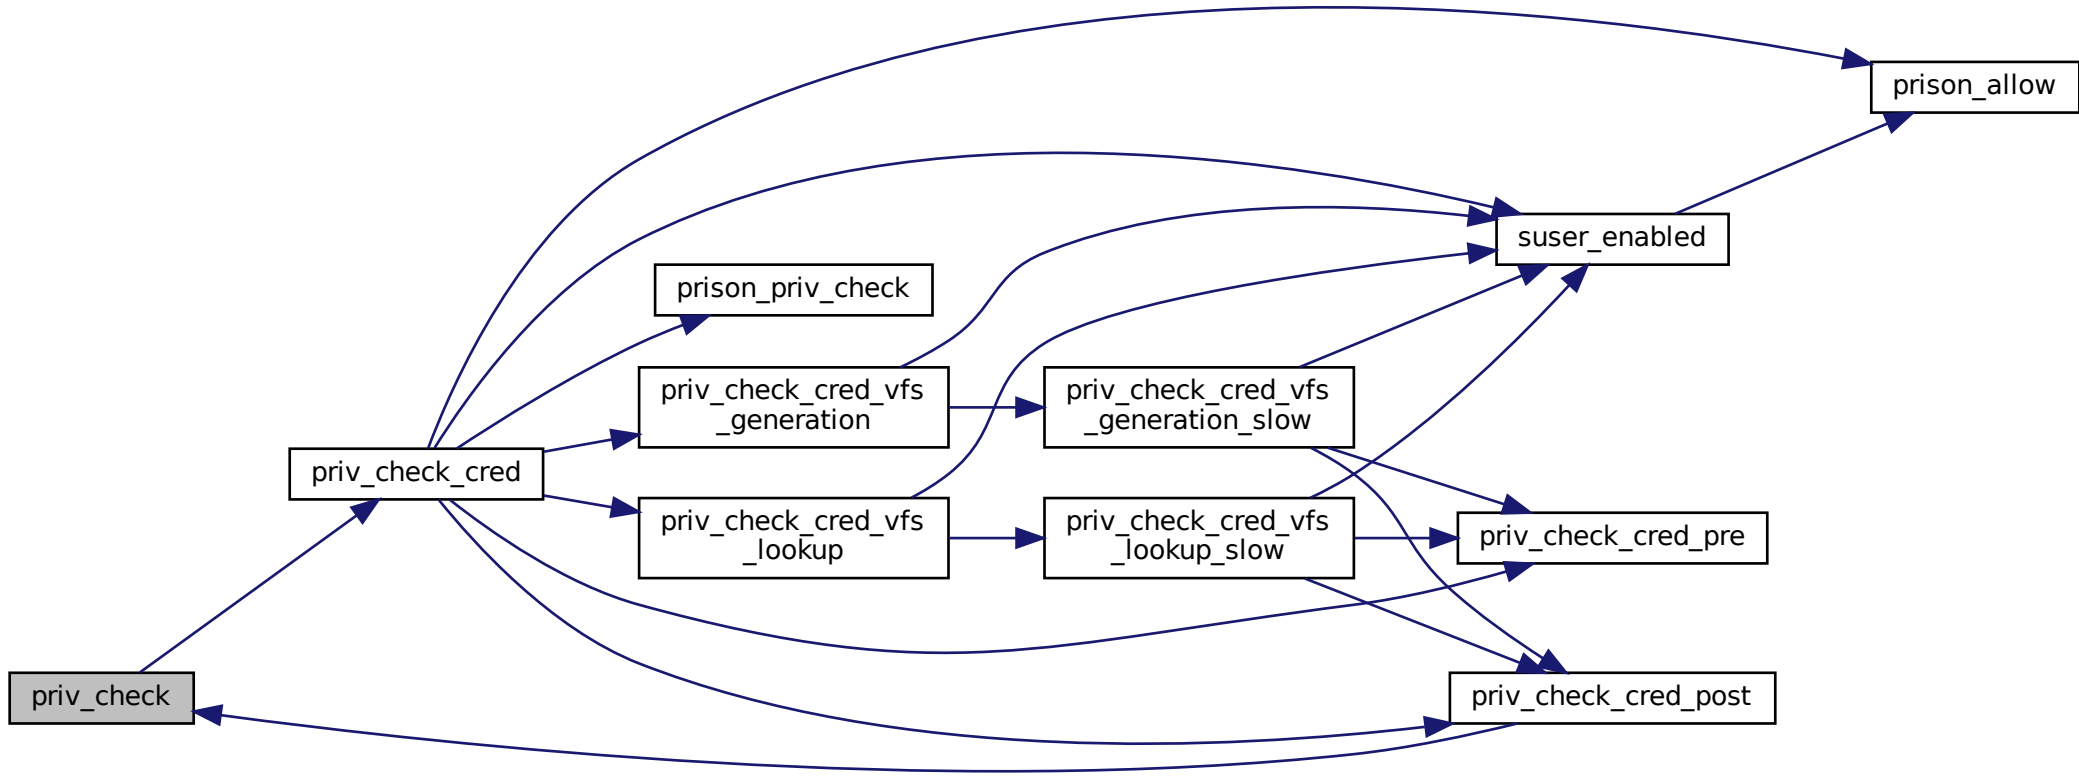 prison_allow
suser_enabled
prison_priv_check
priv_check_cred_vfs
_generation
priv_check_cred_vfs
_generation_slow
priv_check_cred
priv_check_cred_vfs
_lookup
priv_check_cred_vfs
_lookup_slow
priv_check_cred_pre
priv_check
priv_check_cred_post